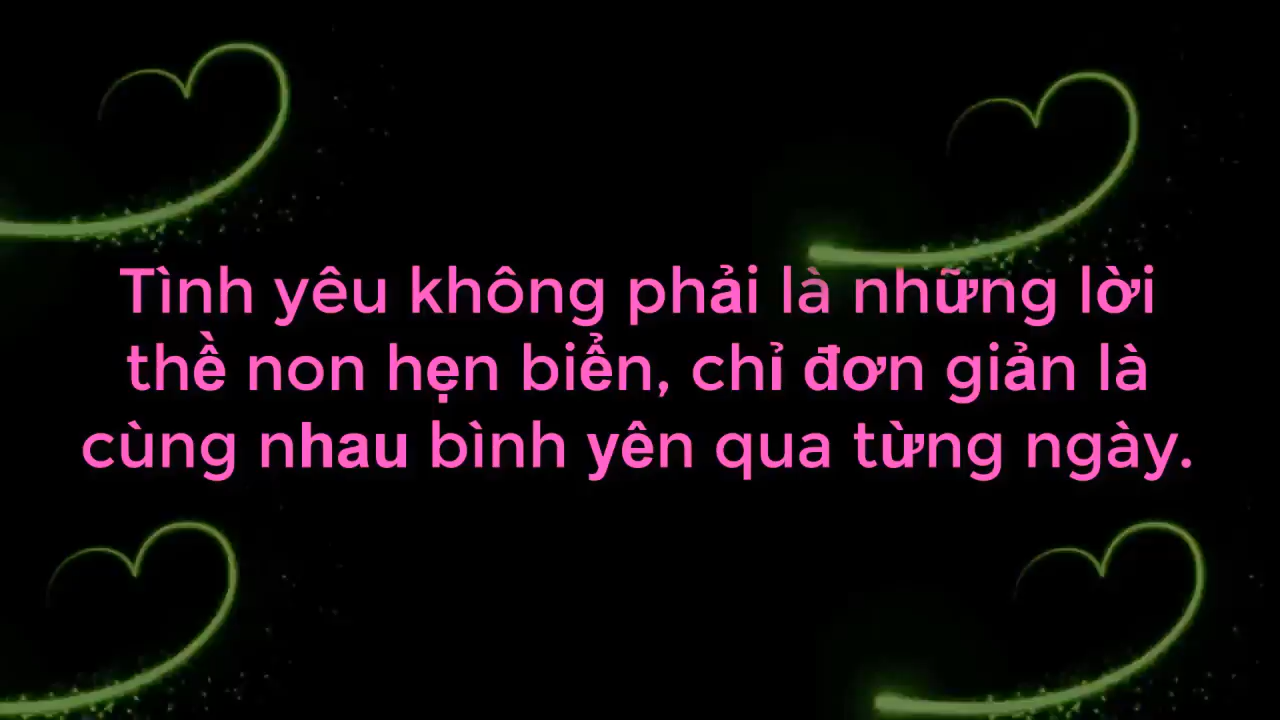 Tình yêu không phải là những lời
thề non hẹn biển, chỉ đơn giản là
cùng nhau bình yên qua từng ngày.